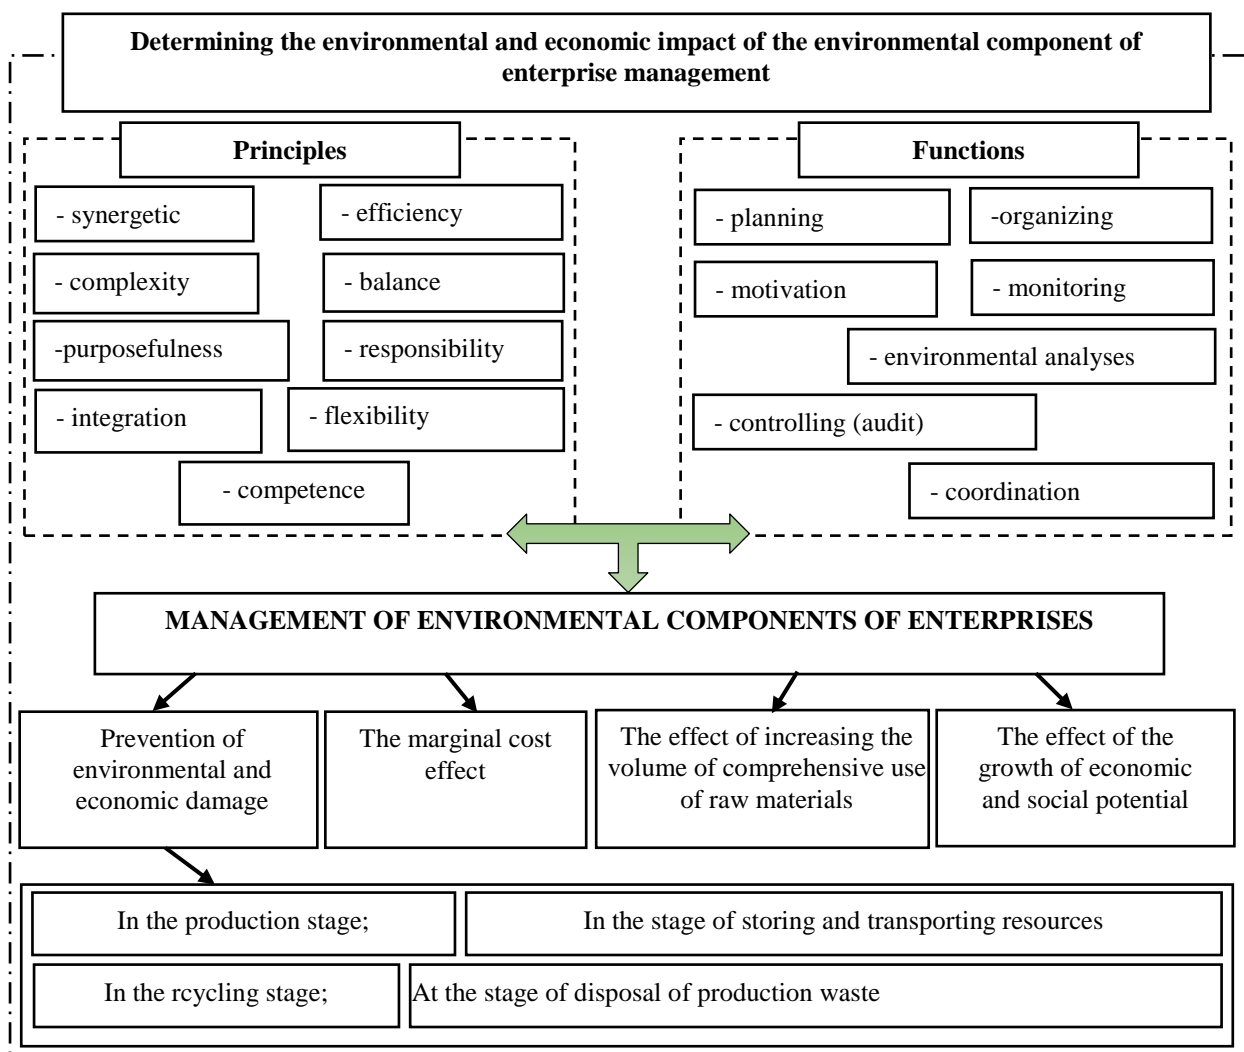 Determining the environmental and economic impact of the environmental component of
enterprise management
Principles
- synergetic
- efficiency
- complexity
- balance
-purposefulness
- responsibility
- integration
- flexibility
- competence
Functions
- planning
-organizing
- motivation
- monitoring
- environmental analyses
- controlling (audit)
- coordination
MANAGEMENT OF ENVIRONMENTAL COMPONENTS OF ENTERPRISES
Prevention of
environmental and
economic damage
The marginal cost
effect
The effect of increasing the
volume of comprehensive use
of raw materials
The effect of the
growth of economic
and social potential
In the production stage;
In the stage of storing and transporting resources
In the rcycling stage;
At the stage of disposal of production waste